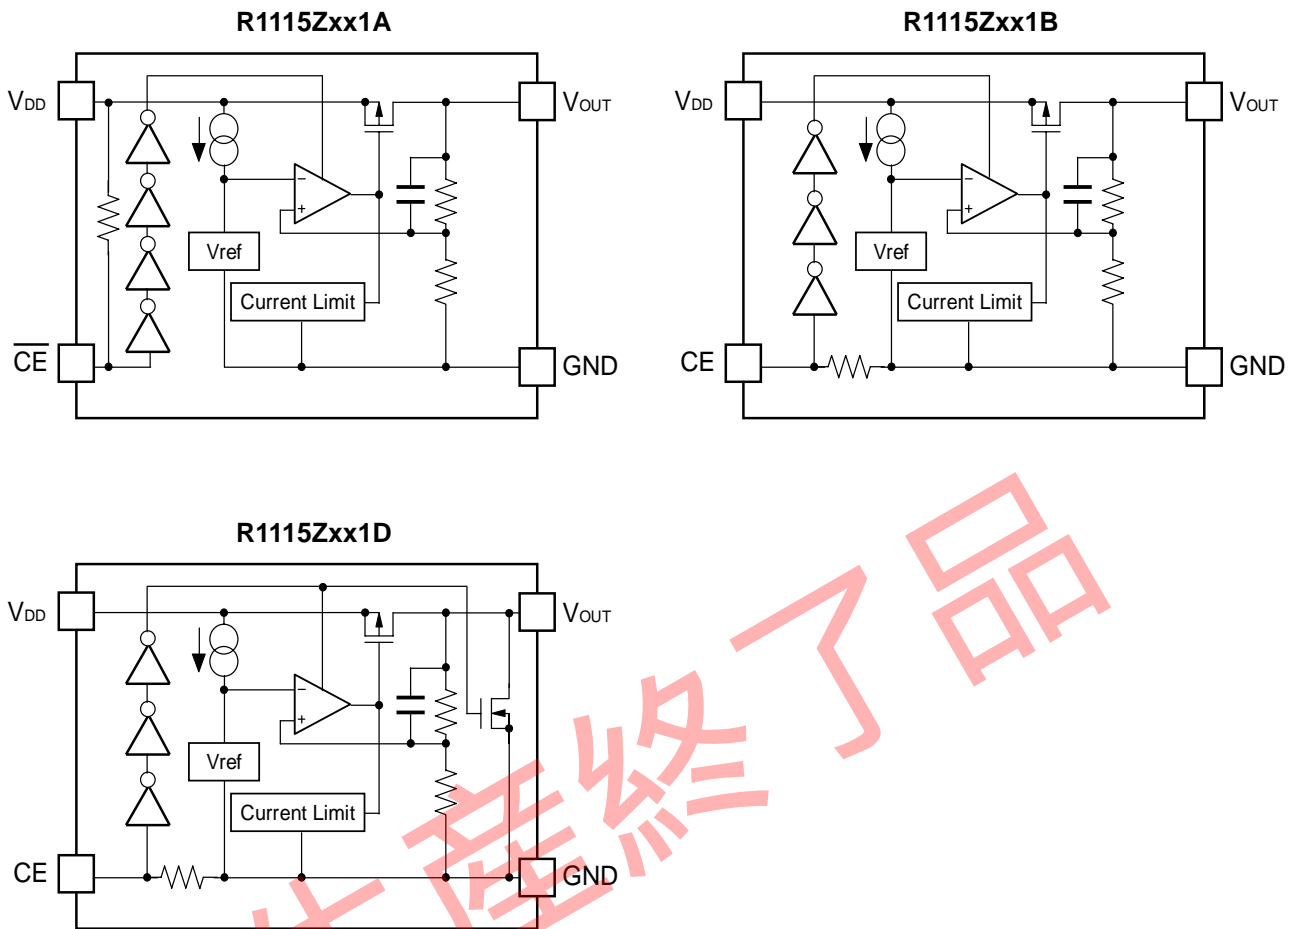 R1115Zxx1A
VDD
VOUT
−
+
Vref
Current Limit
C̅E̅
GND
R1115Zxx1B
VDD
VOUT
−
+
Vref
Current Limit
CE
GND
R1115Zxx1D
VDD
VOUT
−
+
Vref
Current Limit
CE
GND
生産終了品